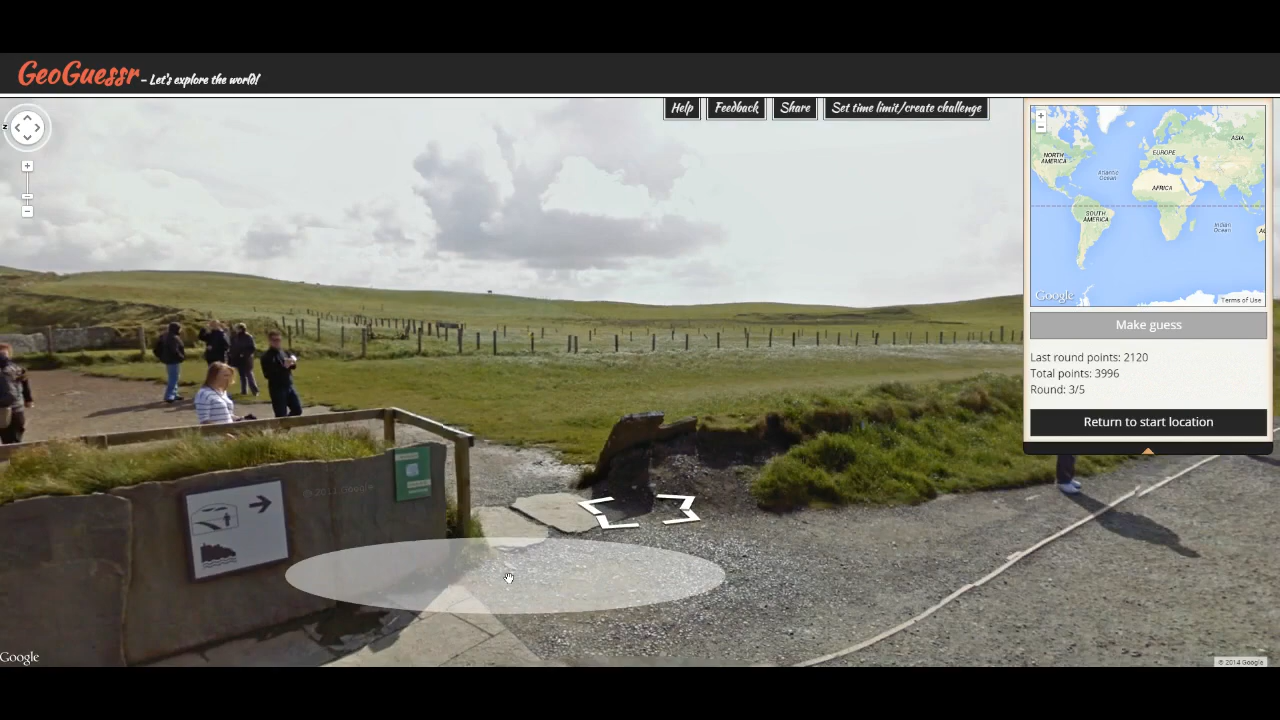 GeoGuessr - Let's explore the world!
Help Feedback Share Set time limit/create challenge
N
+
−
+
−
NORTH AMERICA
EUROPE
ASIA
Atlantic Ocean
AFRICA
SOUTH AMERICA
Indian Ocean
Google
Terms of Use
Make guess
Last round points: 2120
Total points: 3996
Round: 3/5
Return to start location
© 2011 Google
Google
© 2014 Google